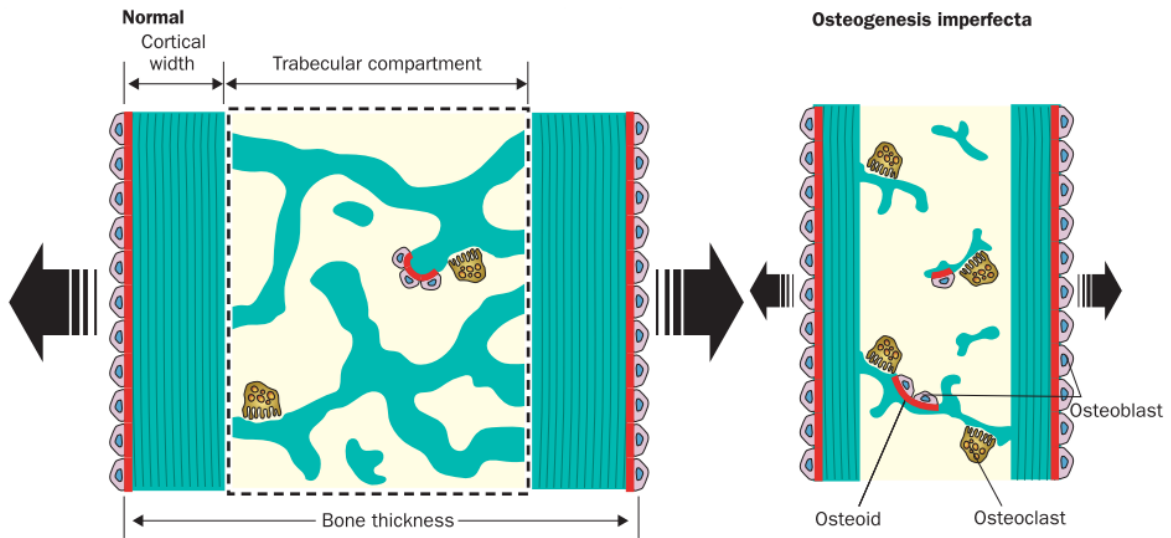 Normal
Osteogenesis imperfecta
Cortical
width
Trabecular compartment
Osteoblast
Bone thickness
Osteoid
Osteoclast